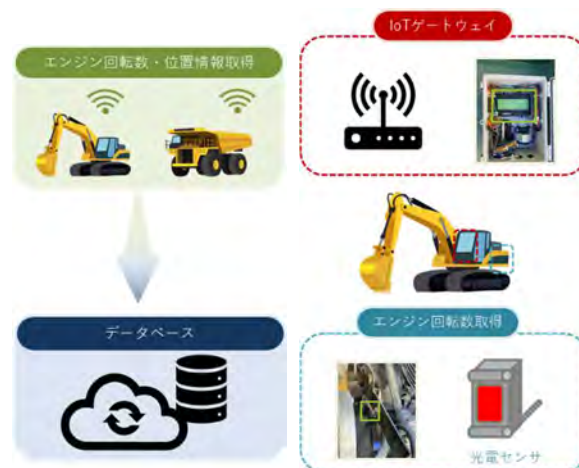 エンジン回転数・位置情報取得
IoTゲートウェイ
データベース
エンジン回転数取得
光電センサ